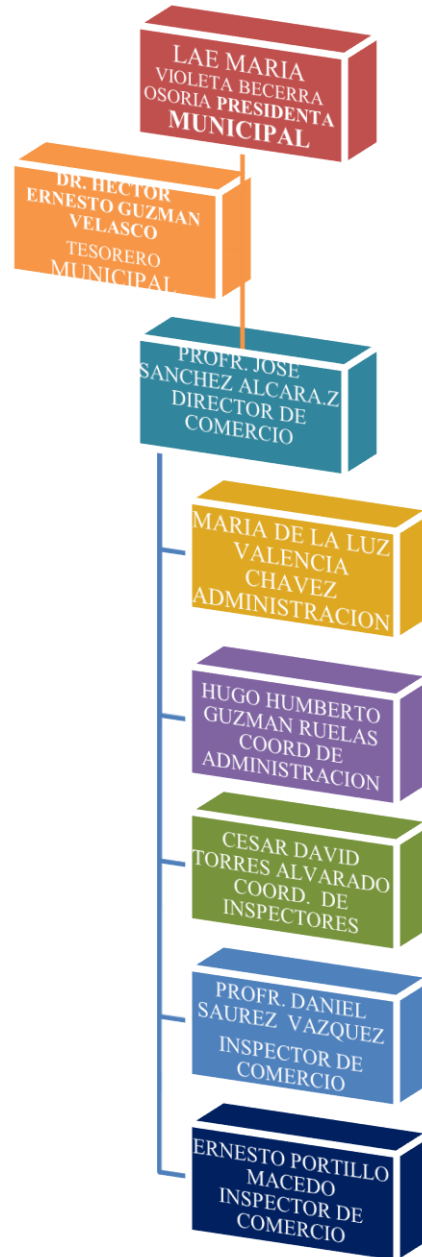 LAE MARIA
VIOLETA BECERRA
OSORIA PRESIDENTA
MUNICIPAL
DR. HECTOR
ERNESTO GUZMAN
VELASCO
TESORERO
MUNICIPAL
PROFR. JOSE
SANCHEZ ALCARA.Z
DIRECTOR DE
COMERCIO
MARIA DE LA LUZ
VALENCIA
CHAVEZ
ADMINISTRACION
HUGO HUMBERTO
GUZMAN RUELAS
COORD DE
ADMINISTRACION
CESAR DAVID
TORRES ALVARADO
COORD. DE
INSPECTORES
PROFR. DANIEL
SAUREZ VAZQUEZ
INSPECTOR DE
COMERCIO
ERNESTO PORTILLO
MACEDO
INSPECTOR DE
COMERCIO